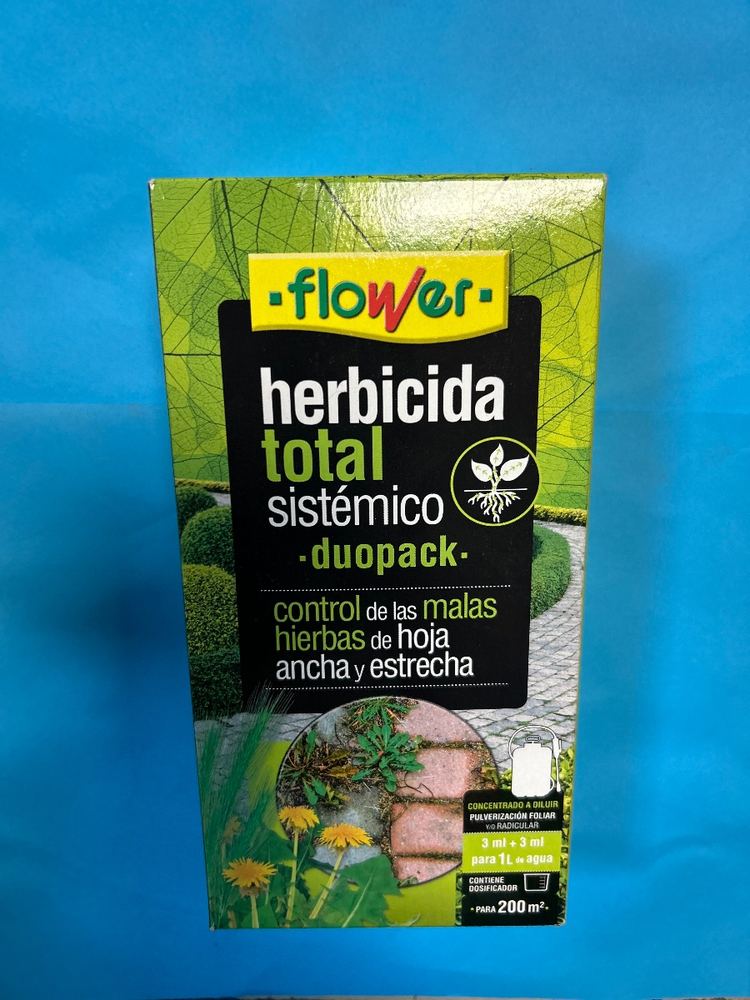 ·flower·
herbicida
total
sistémico
·duopack·
control de las malas
hierbas de hoja
ancha y estrecha
CONCENTRADO A DILUIR
PULVERIZACIÓN FOLIAR
Y/O RADICULAR
3 ml + 3 ml
para 1L de agua
CONTIENE
DOSIFICADOR
· PARA 200 m² ·